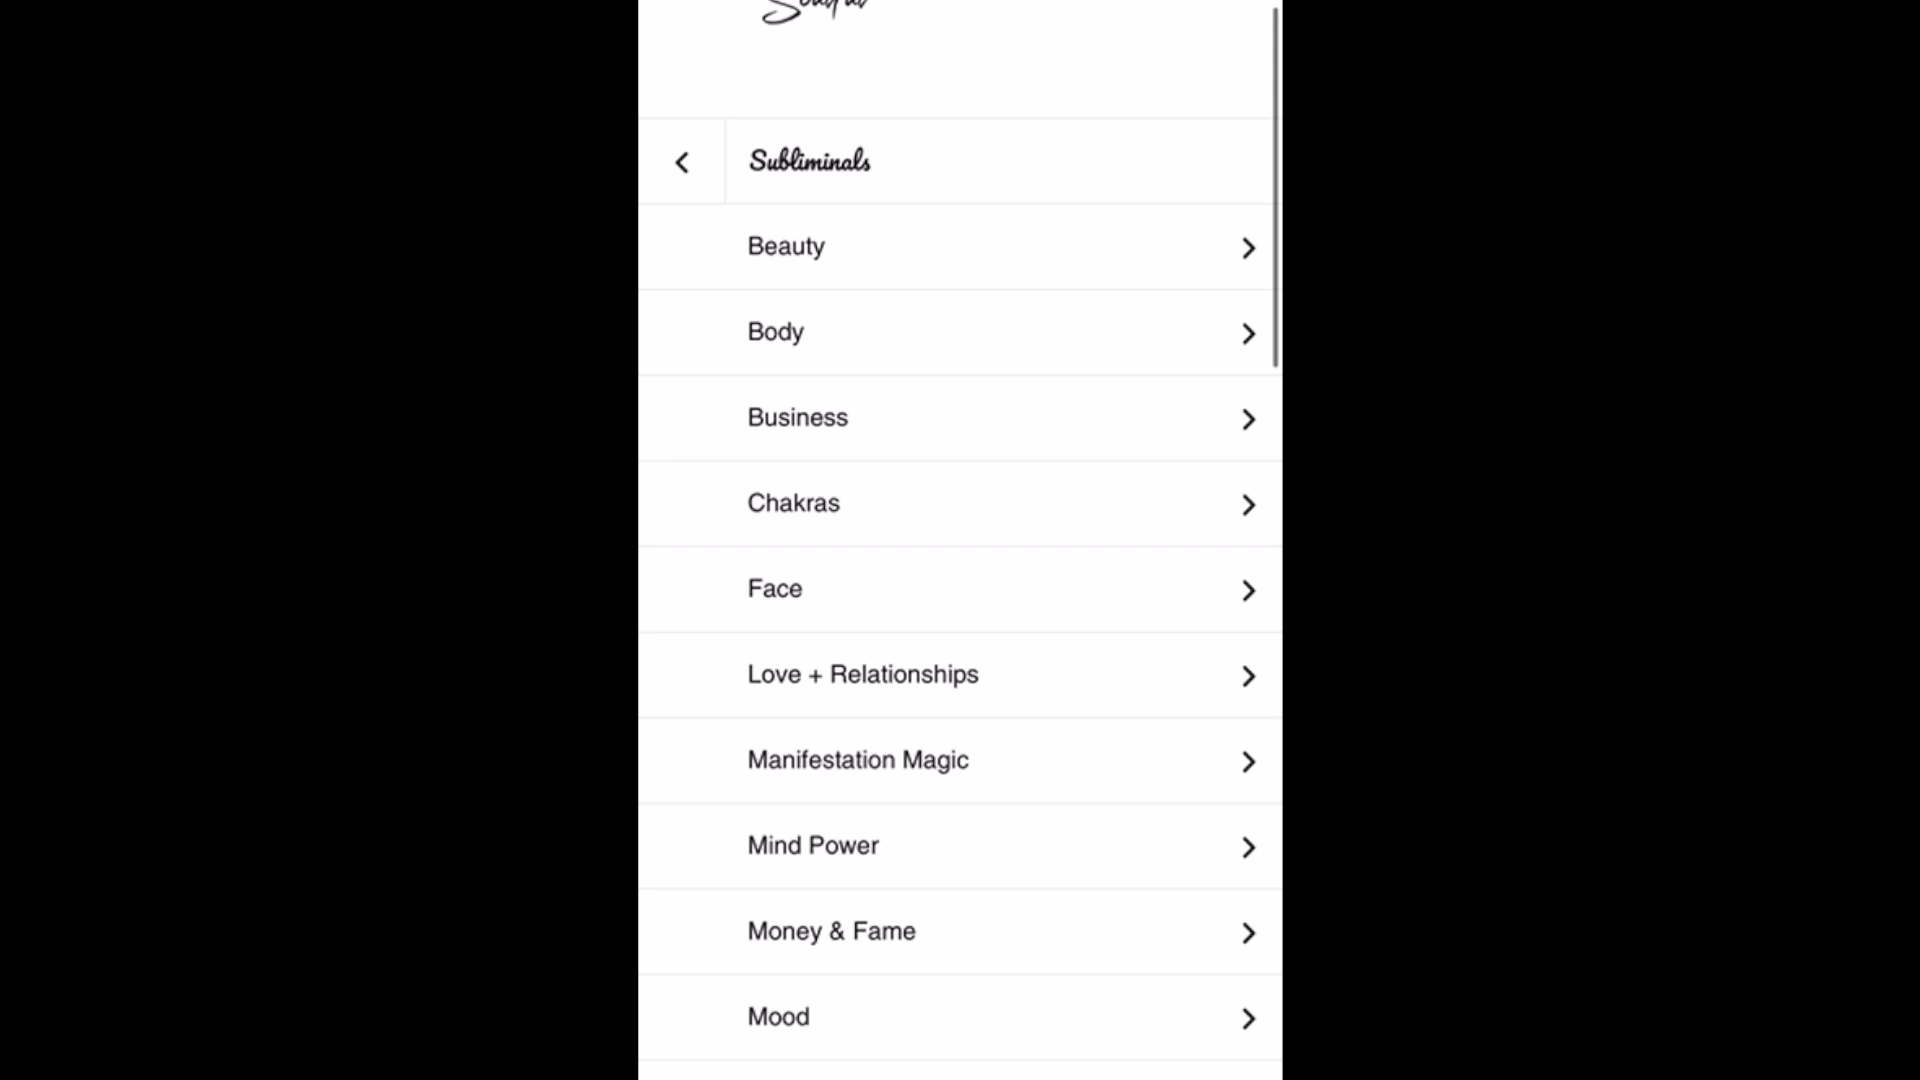 Subliminals
Beauty
Body
Business
Chakras
Face
Love + Relationships
Manifestation Magic
Mind Power
Money & Fame
Mood